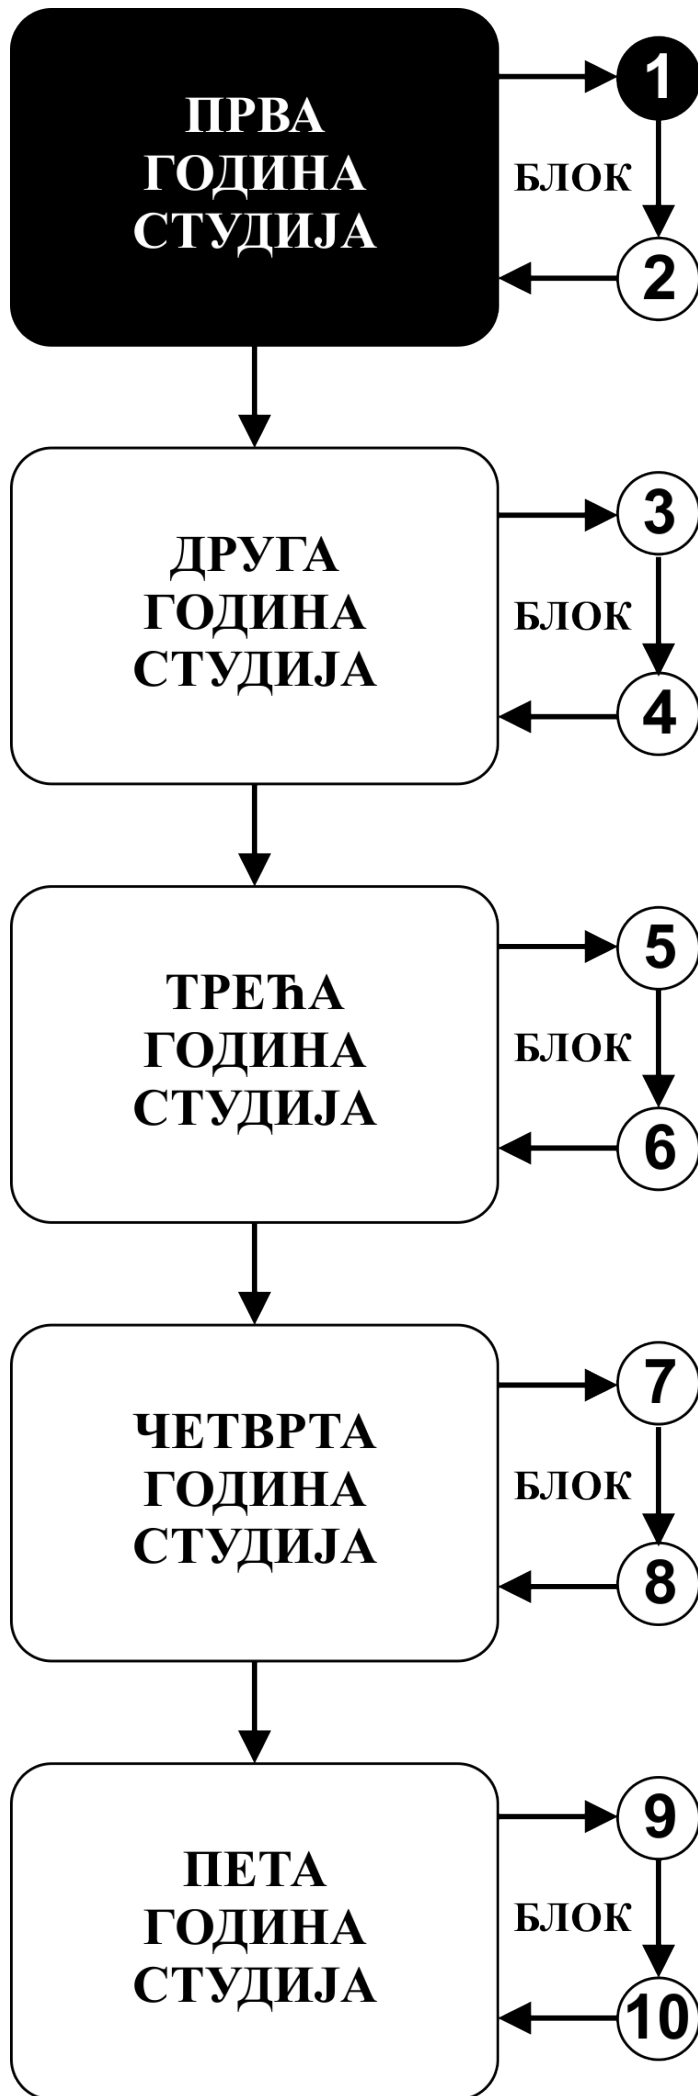 ПРВА
ГОДИНА
СТУДИЈА
1
БЛОК
2
ДРУГА
ГОДИНА
СТУДИЈА
3
БЛОК
4
ТРЕЋА
ГОДИНА
СТУДИЈА
5
БЛОК
6
ЧЕТВРТА
ГОДИНА
СТУДИЈА
7
БЛОК
8
ПЕТА
ГОДИНА
СТУДИЈА
9
БЛОК
10